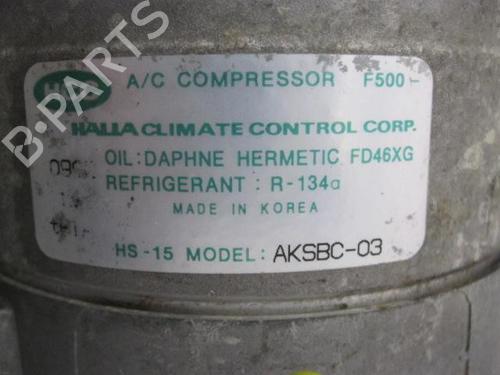 B-PARTS
HCC A/C COMPRESSOR F500-
HALLA CLIMATE CONTROL CORP.
OIL: DAPHNE HERMETIC FD46XG
REFRIGERANT : R-134a
MADE IN KOREA
HS-15 MODEL: AKSBC-03